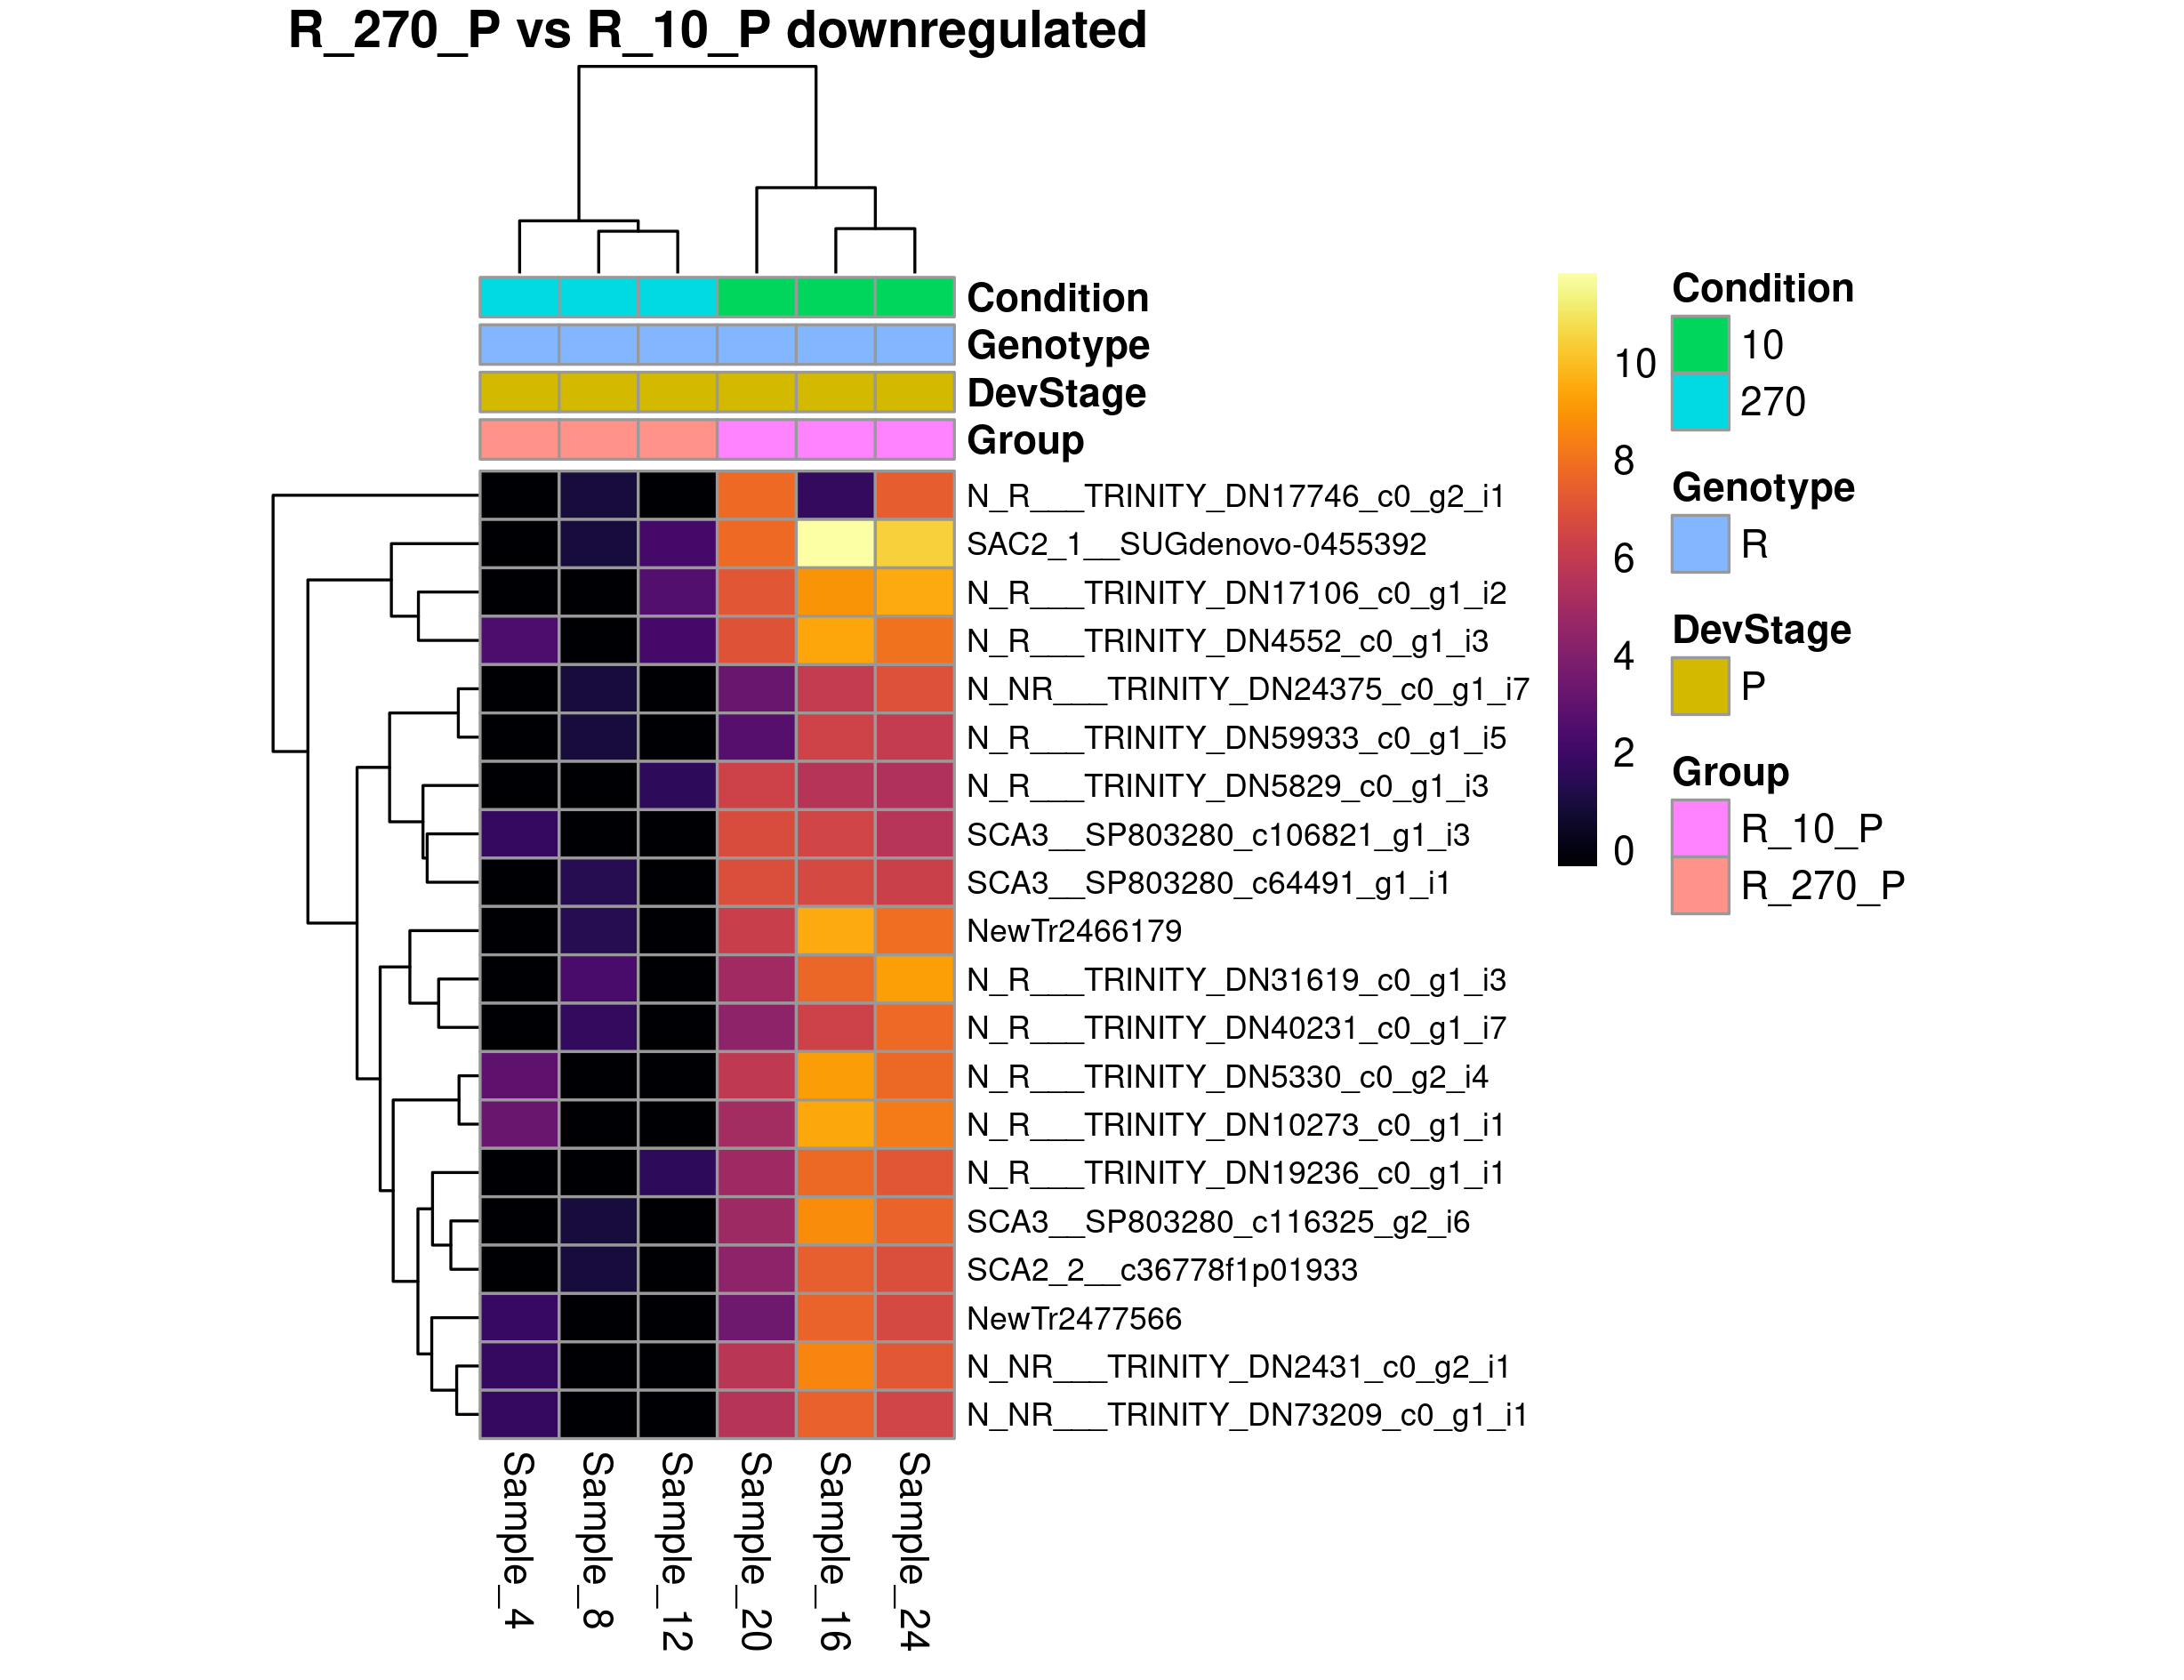 R_270_P vs R_10_P downregulated
Condition
Genotype
DevStage
Group
N_R___TRINITY_DN17746_c0_g2_i1
SAC2_1__SUGdenovo-0455392
N_R___TRINITY_DN17106_c0_g1_i2
N_R___TRINITY_DN4552_c0_g1_i3
N_NR___TRINITY_DN24375_c0_g1_i7
N_R___TRINITY_DN59933_c0_g1_i5
N_R___TRINITY_DN5829_c0_g1_i3
SCA3__SP803280_c106821_g1_i3
SCA3__SP803280_c64491_g1_i1
NewTr2466179
N_R___TRINITY_DN31619_c0_g1_i3
N_R___TRINITY_DN40231_c0_g1_i7
N_R___TRINITY_DN5330_c0_g2_i4
N_R___TRINITY_DN10273_c0_g1_i1
N_R___TRINITY_DN19236_c0_g1_i1
SCA3__SP803280_c116325_g2_i6
SCA2_2__c36778f1p01933
NewTr2477566
N_NR___TRINITY_DN2431_c0_g2_i1
N_NR___TRINITY_DN73209_c0_g1_i1
Sample_4
Sample_8
Sample_12
Sample_20
Sample_16
Sample_24
10
8
6
4
2
0
Condition
10
270
Genotype
R
DevStage
P
Group
R_10_P
R_270_P